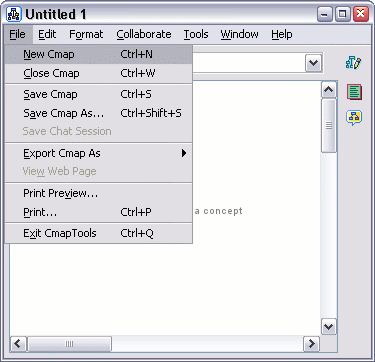 Untitled 1
File Edit Format Collaborate Tools Window Help
New Cmap Ctrl+N
Close Cmap Ctrl+W
Save Cmap Ctrl+S
Save Cmap As... Ctrl+Shift+S
Save Chat Session
Export Cmap As
View Web Page
Print Preview...
Print... Ctrl+P
a concept
Exit CmapTools Ctrl+Q